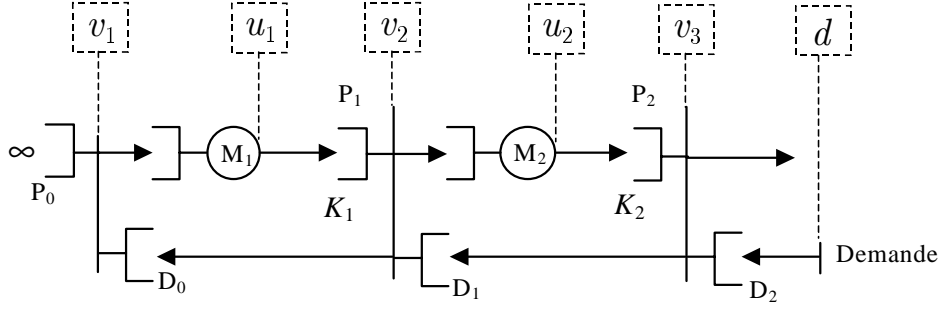 v₁ u₁ v₂ u₂ v₃ d
P₁ P₂
∞ M₁ M₂
P₀
K₁ K₂
Demande
D₀ D₁ D₂